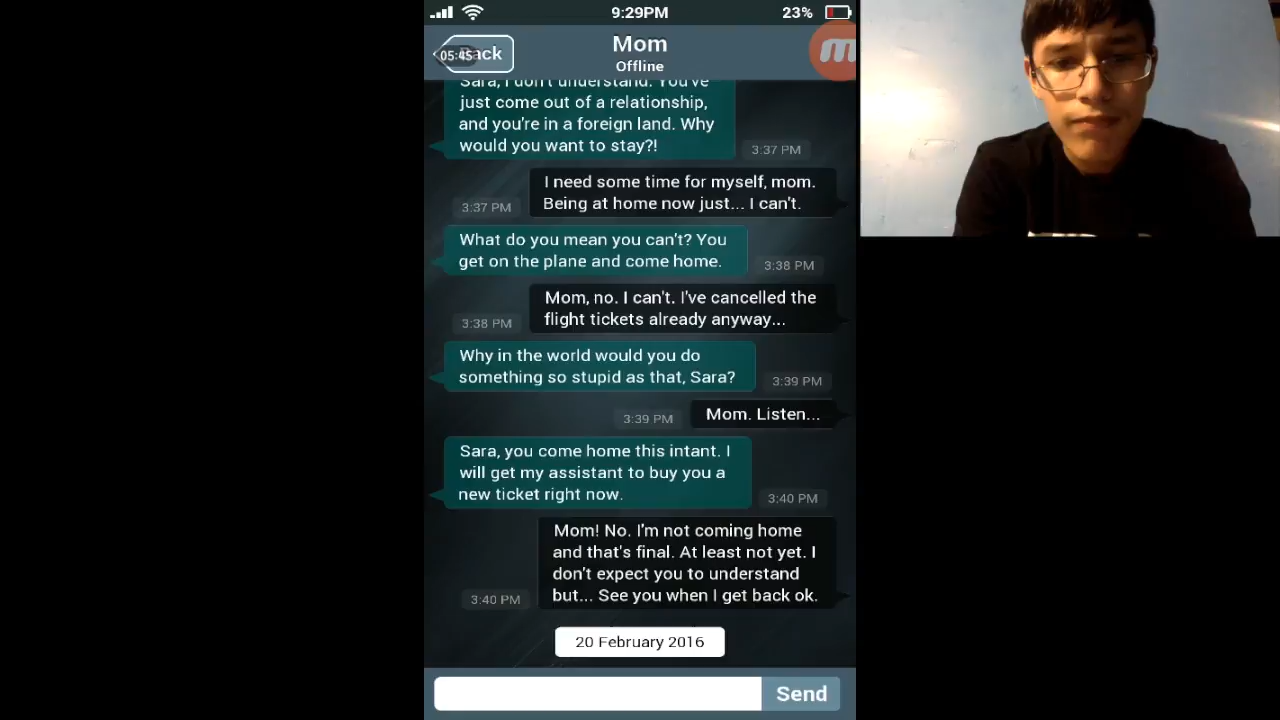 9:29PM
23%
05:45
Back
Mom
Offline
Sara, I don't understand. You've
just come out of a relationship,
and you're in a foreign land. Why
would you want to stay?!
3:37 PM
I need some time for myself, mom.
Being at home now just... I can't.
3:37 PM
What do you mean you can't? You
get on the plane and come home.
3:38 PM
Mom, no. I can't. I've cancelled the
flight tickets already anyway...
3:38 PM
Why in the world would you do
something so stupid as that, Sara?
3:39 PM
Mom. Listen...
3:39 PM
Sara, you come home this intant. I
will get my assistant to buy you a
new ticket right now.
3:40 PM
Mom! No. I'm not coming home
and that's final. At least not yet. I
don't expect you to understand
but... See you when I get back ok.
3:40 PM
20 February 2016
Send